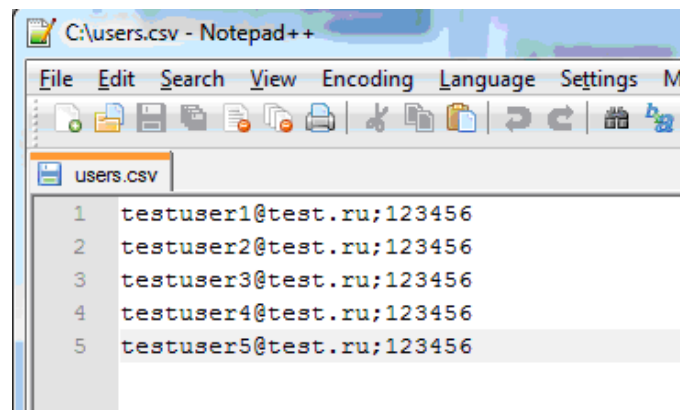 C:\users.csv - Notepad++
File Edit Search View Encoding Language Settings M
users.csv
1 testuser1@test.ru;123456
2 testuser2@test.ru;123456
3 testuser3@test.ru;123456
4 testuser4@test.ru;123456
5 testuser5@test.ru;123456